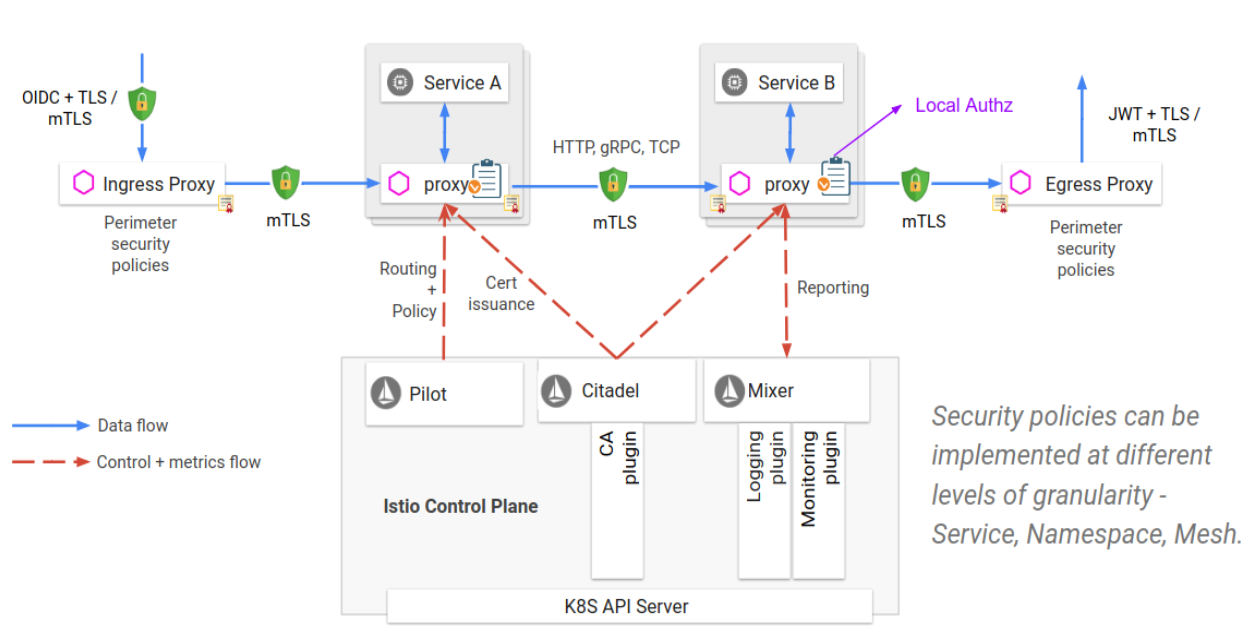 Service A
Service B
OIDC + TLS /
mTLS
Local Authz
JWT + TLS /
mTLS
HTTP, gRPC, TCP
Ingress Proxy
proxy
proxy
Egress Proxy
mTLS
mTLS
mTLS
Perimeter
security
policies
Perimeter
security
policies
Routing
+
Policy
Cert
issuance
Reporting
Pilot
Citadel
Mixer
Data flow
Control + metrics flow
CA
plugin
Logging
plugin
Monitoring
plugin
Istio Control Plane
Security policies can be
implemented at different
levels of granularity -
Service, Namespace, Mesh.
K8S API Server